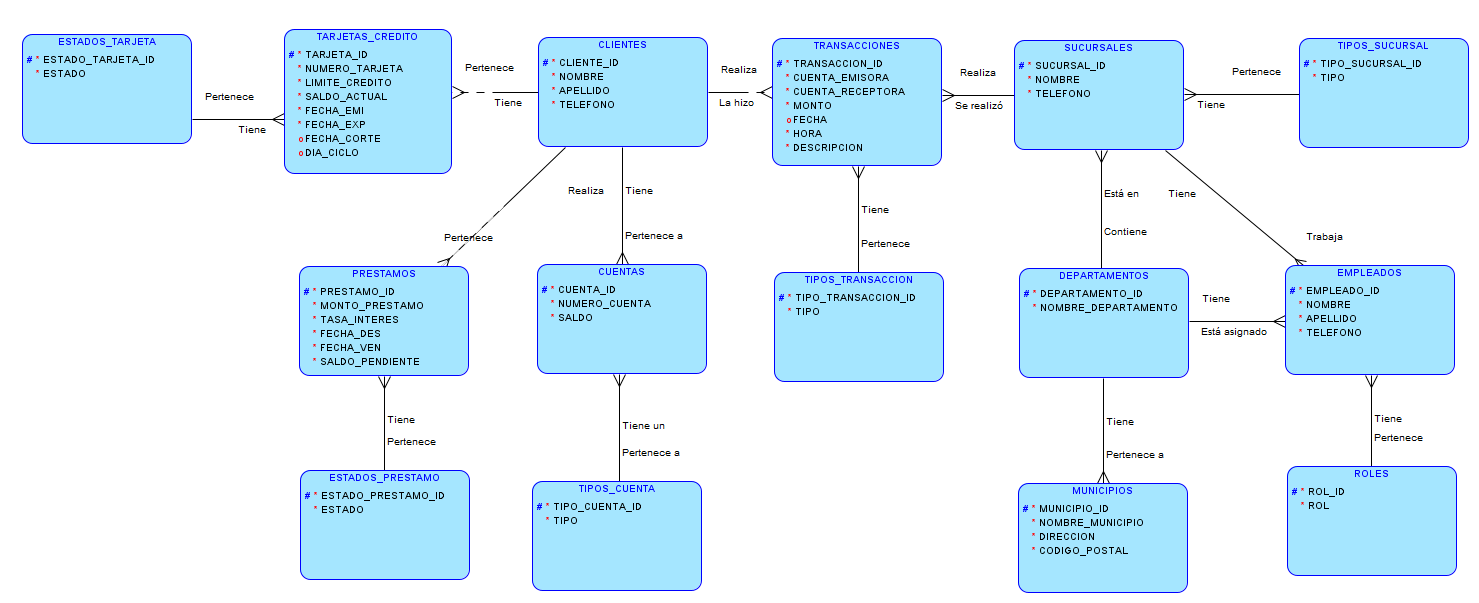 ESTADOS_TARJETA
# * ESTADO_TARJETA_ID
* ESTADO
Pertenece
Tiene
TARJETAS_CREDITO
# * TARJETA_ID
* NUMERO_TARJETA
* LIMITE_CREDITO
* SALDO_ACTUAL
* FECHA_EMI
* FECHA_EXP
o FECHA_CORTE
o DIA_CICLO
Pertenece
Tiene
CLIENTES
# * CLIENTE_ID
* NOMBRE
* APELLIDO
* TELEFONO
Realiza
La hizo
TRANSACCIONES
# * TRANSACCION_ID
* CUENTA_EMISORA
* CUENTA_RECEPTORA
* MONTO
o FECHA
* HORA
* DESCRIPCION
Realiza
Se realizó
SUCURSALES
# * SUCURSAL_ID
* NOMBRE
* TELEFONO
Pertenece
Tiene
TIPOS_SUCURSAL
# * TIPO_SUCURSAL_ID
* TIPO
Realiza
Pertenece
Tiene
Pertenece a
Tiene
Pertenece
Está en
Contiene
Tiene
Trabaja
PRESTAMOS
# * PRESTAMO_ID
* MONTO_PRESTAMO
* TASA_INTERES
* FECHA_DES
* FECHA_VEN
* SALDO_PENDIENTE
CUENTAS
# * CUENTA_ID
* NUMERO_CUENTA
* SALDO
TIPOS_TRANSACCION
# * TIPO_TRANSACCION_ID
* TIPO
DEPARTAMENTOS
# * DEPARTAMENTO_ID
* NOMBRE_DEPARTAMENTO
Tiene
Está asignado
EMPLEADOS
# * EMPLEADO_ID
* NOMBRE
* APELLIDO
* TELEFONO
Tiene
Pertenece
Tiene un
Pertenece a
Tiene
Pertenece a
Tiene
Pertenece
ESTADOS_PRESTAMO
# * ESTADO_PRESTAMO_ID
* ESTADO
TIPOS_CUENTA
# * TIPO_CUENTA_ID
* TIPO
MUNICIPIOS
# * MUNICIPIO_ID
* NOMBRE_MUNICIPIO
* DIRECCION
* CODIGO_POSTAL
ROLES
# * ROL_ID
* ROL